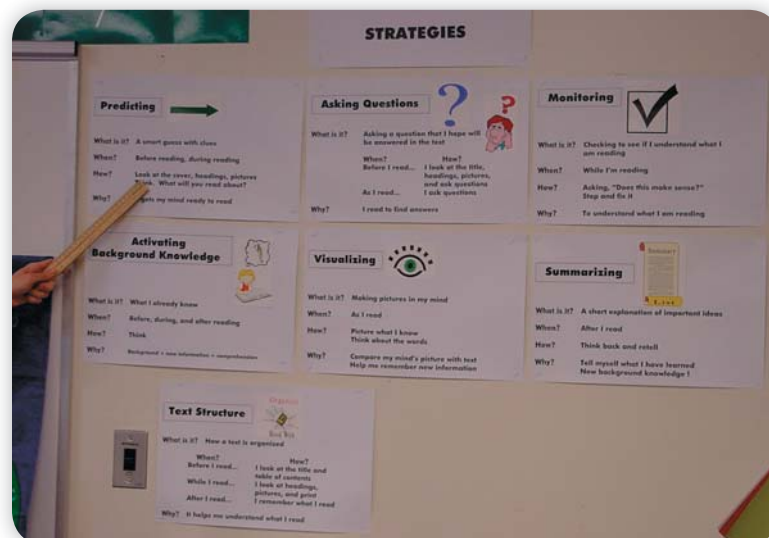 STRATEGIES
Predicting
What is it? A smart guess with clues
When? Before reading, during reading
How? Look at the cover, headings, pictures
Think. What will you read about?
Why? gets my mind ready to read
Asking Questions
What is it? Asking a question that I hope will
be answered in the text
When? How?
Before I read... I look at the title,
headings, pictures,
and ask questions
As I read... I ask questions
Why? I read to find answers
Monitoring
What is it? Checking to see if I understand what I
am reading
When? While I'm reading
How? Asking, "Does this make sense?"
Stop and fix it
Why? To understand what I am reading
Activating
Background Knowledge
What is it? What I already know
When? Before, during, and after reading
How? Think
Why? Background + new information = comprehension
Visualizing
What is it? Making pictures in my mind
When? As I read
How? Picture what I know
Think about the words
Why? Compare my mind's picture with text
Help me remember new information
Summarizing
Summary
What is it? A short explanation of important ideas
When? After I read
How? Think back and retell
Why? Tell myself what I have learned
New background knowledge !
Text Structure
What is it? How a text is organized
When? How?
Before I read... I look at the title and
table of contents
While I read... I look at headings,
pictures, and print
After I read... I remember what I read
Why? It helps me understand what I read